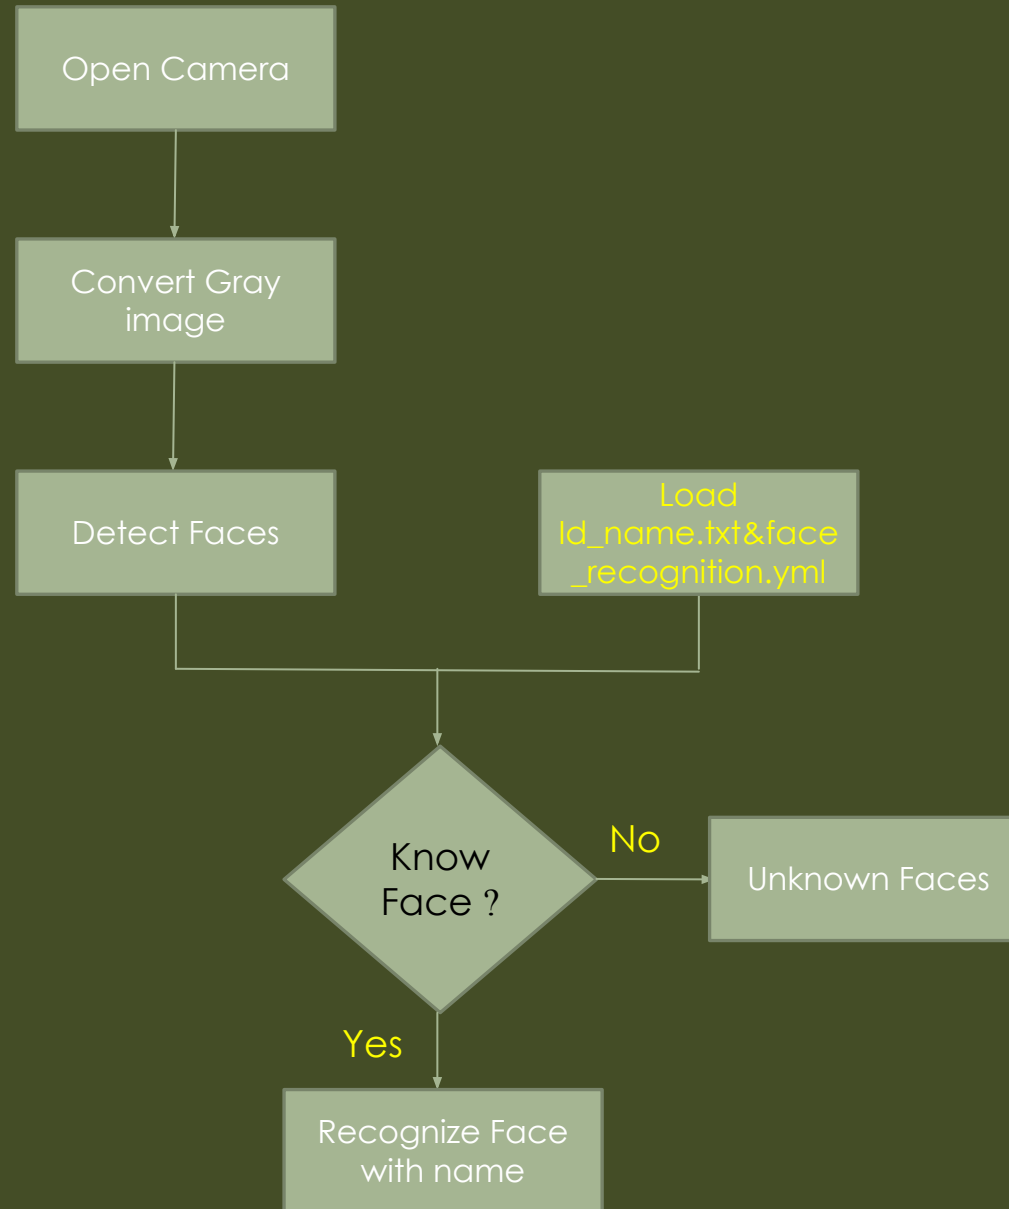 Open Camera
Convert Gray
image
Detect Faces
Load
Id_name.txt&face
_recognition.yml
Know
Face ?
No
Unknown Faces
Yes
Recognize Face
with name